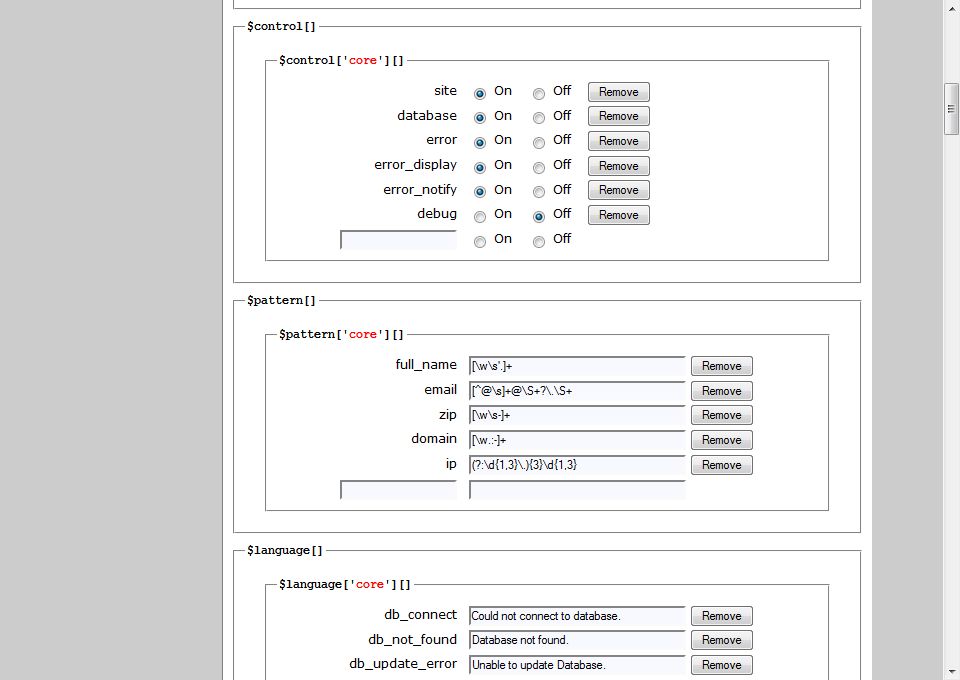 $control[]
$control['core'][]
site On Off Remove
database On Off Remove
error On Off Remove
error_display On Off Remove
error_notify On Off Remove
debug On Off Remove
On Off
$pattern[]
$pattern['core'][]
full_name [\w\s'.]+ Remove
email [^@\s]+@\S+?\.\S+ Remove
zip [\w\s-]+ Remove
domain [\w.:-]+ Remove
ip (?:\d{1,3}\.){3}\d{1,3} Remove
$language[]
$language['core'][]
db_connect Could not connect to database. Remove
db_not_found Database not found. Remove
db_update_error Unable to update Database. Remove